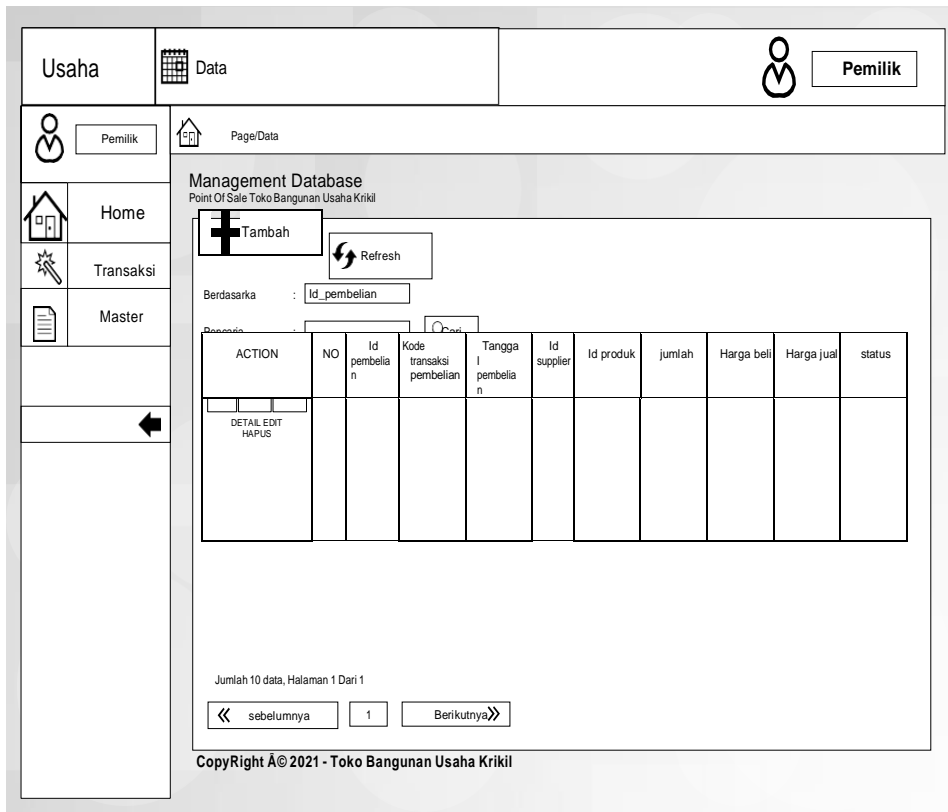 Usaha
Data
Pemilik
Pemilik
Page/Data
Home
Transaksi
Master
Management Database
Point Of Sale Toko Bangunan Usaha Krikil
Tambah
Refresh
Berdasarka : Id_pembelian
Pencaria :
Cari
ACTION
NO
Id
pembelia
n
Kode
transaksi
pembelian
Tangga
l
pembelia
n
Id
supplier
Id produk
jumlah
Harga beli
Harga jual
status
DETAIL EDIT
HAPUS
Jumlah 10 data, Halaman 1 Dari 1
sebelumnya
1
Berikutnya
CopyRight Â© 2021 - Toko Bangunan Usaha Krikil